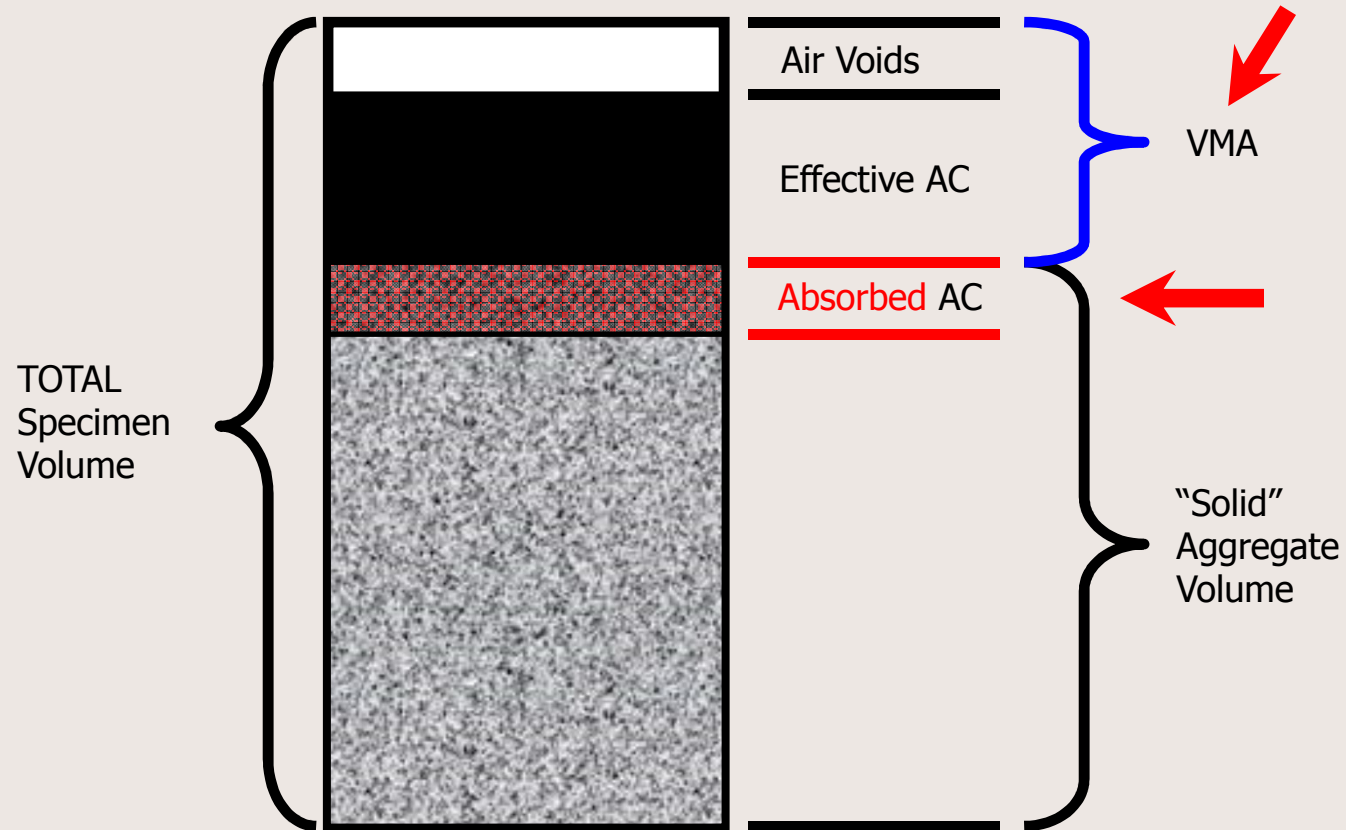 Air Voids
VMA
Effective AC
Absorbed AC
TOTAL
Specimen
Volume
“Solid”
Aggregate
Volume